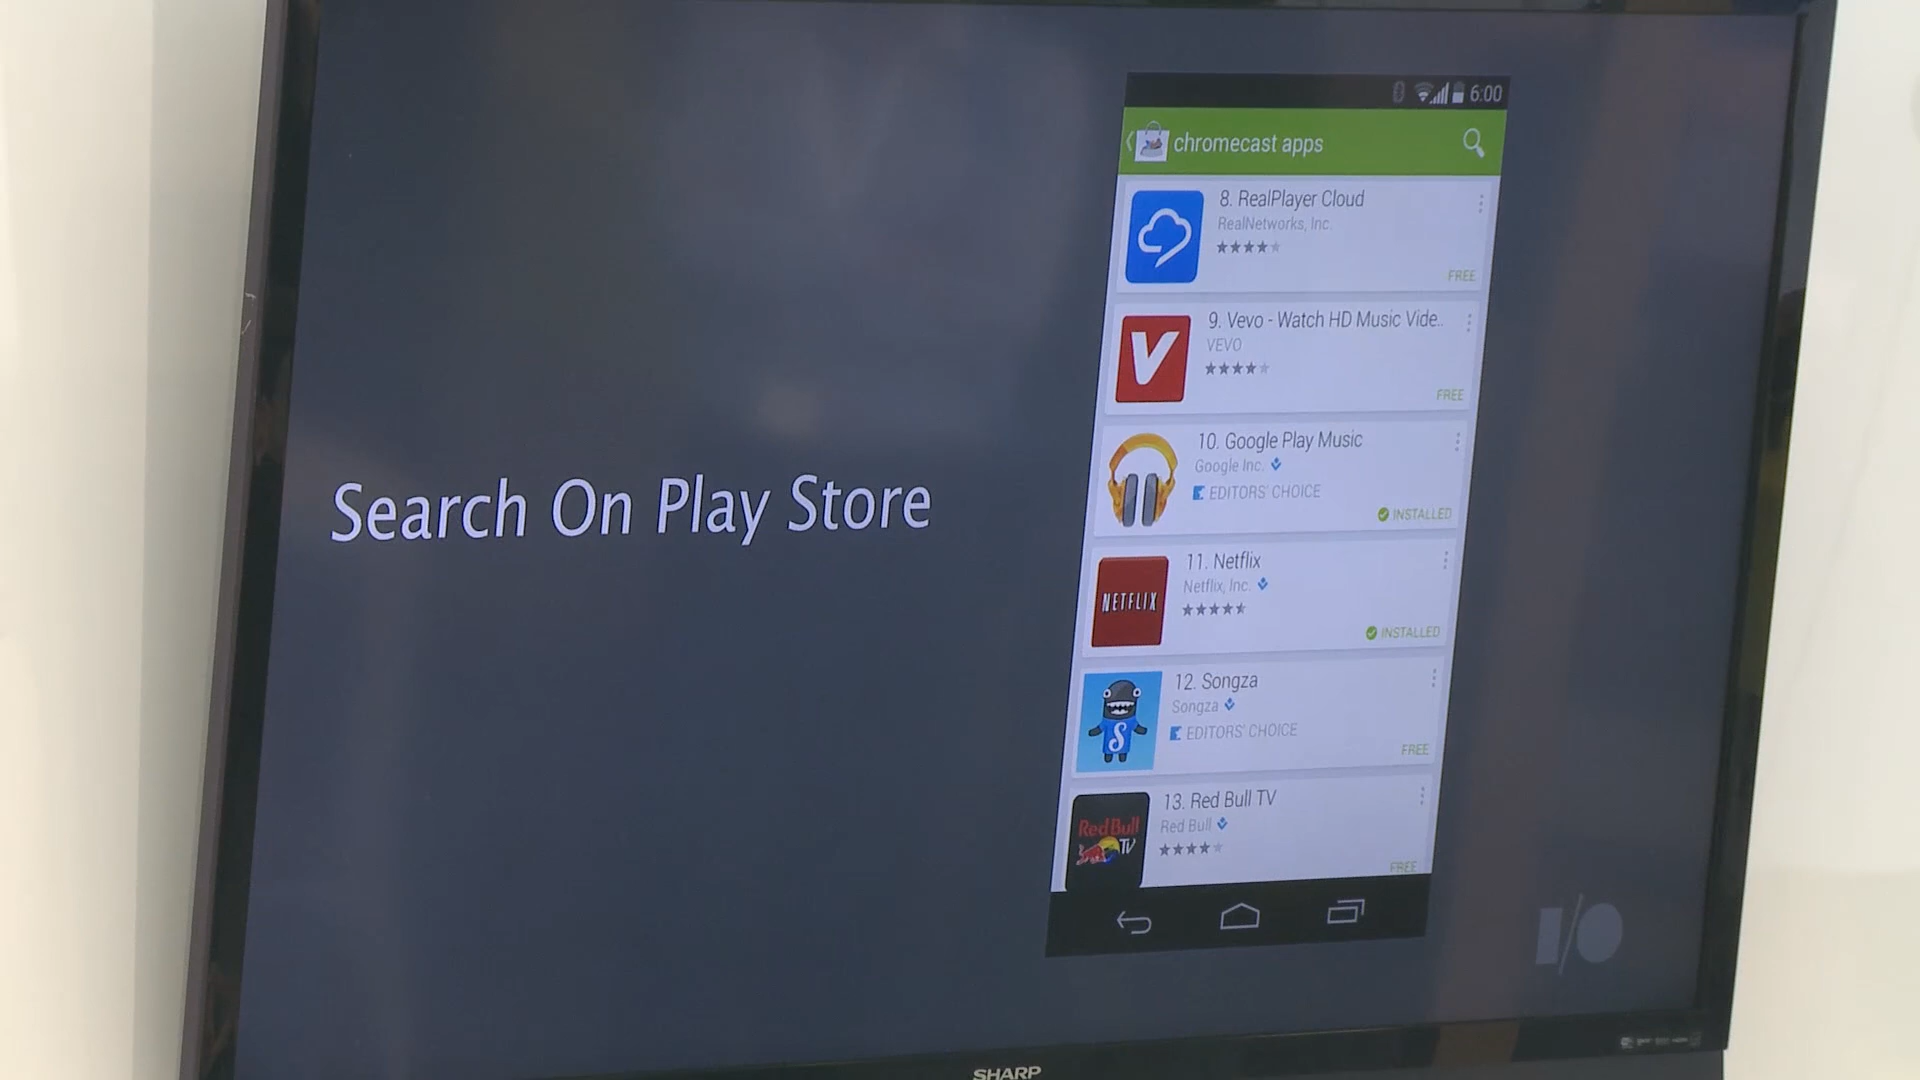 6:00
chromecast apps
8. RealPlayer Cloud
RealNetworks, Inc.
FREE
9. Vevo - Watch HD Music Vide..
VEVO
FREE
Search On Play Store
10. Google Play Music
Google Inc.
EDITORS' CHOICE
INSTALLED
NETFLIX
11. Netflix
Netflix, Inc.
INSTALLED
S
12. Songza
Songza
EDITORS' CHOICE
FREE
Red Bull
TV
13. Red Bull TV
Red Bull
FREE
I/O
SHARP